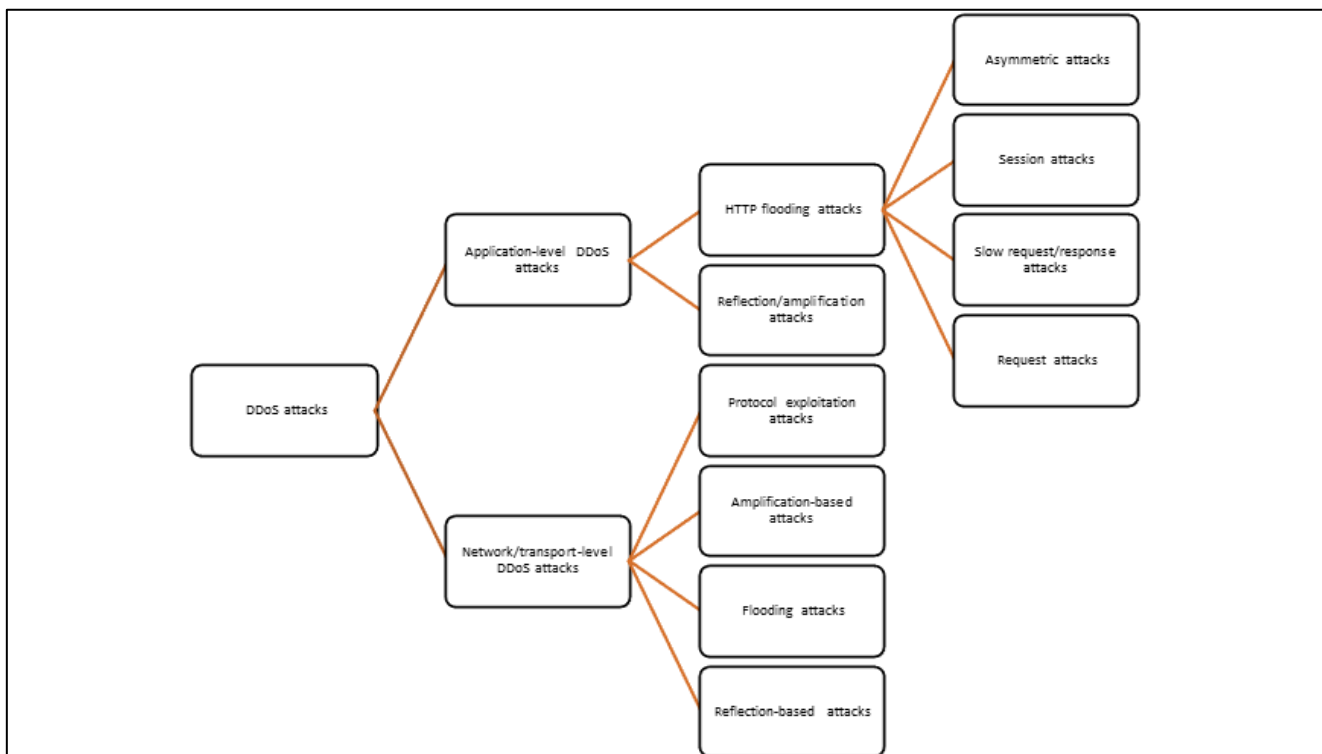 DDoS attacks
Application-level DDoS
attacks
Network/transport-level
DDoS attacks
HTTP flooding attacks
Reflection/amplification
attacks
Protocol exploitation
attacks
Amplification-based
attacks
Flooding attacks
Reflection-based attacks
Asymmetric attacks
Session attacks
Slow request/response
attacks
Request attacks